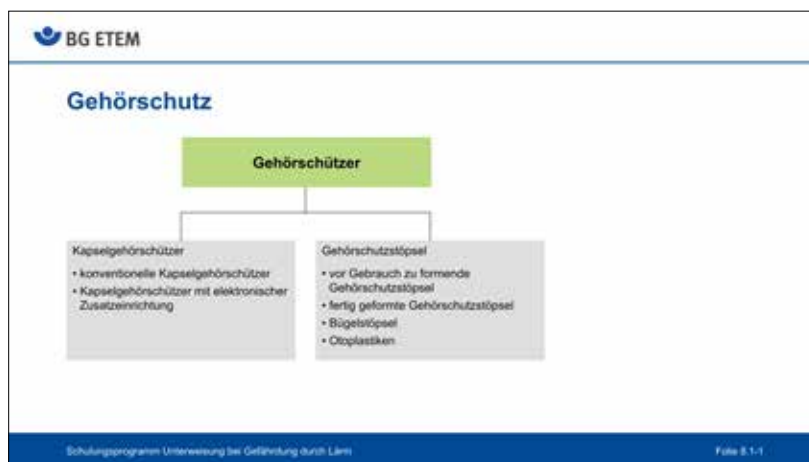 BG ETEM
Gehörschutz
Gehörschützer
Kapselgehörschützer
• konventionelle Kapselgehörschützer
• Kapselgehörschützer mit elektronischer
Zusatzeinrichtung
Gehörschutzstöpsel
• vor Gebrauch zu formende
Gehörschutzstöpsel
• fertig geformte Gehörschutzstöpsel
• Bügelstöpsel
• Otoplastiken
Schulungsprogramm Unterweisung bei Gefährdung durch Lärm
Folie 8.1-1